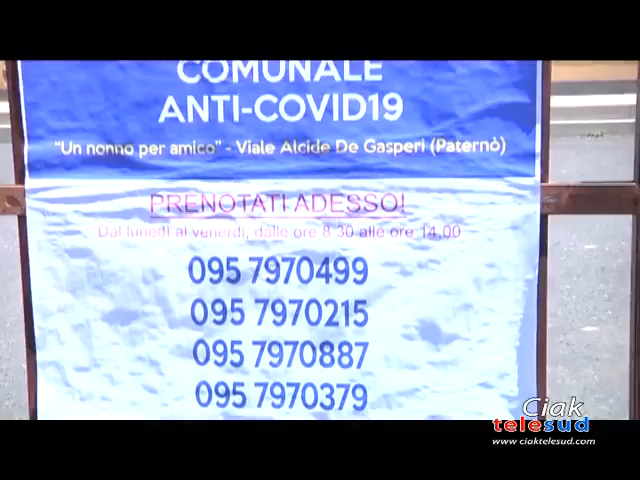 COMUNALE
ANTI-COVID19
"Un nonno per amico" - Viale Alcide De Gasperi (Paternò)
PRENOTATI ADESSO!
Dal lunedì al venerdì, dalle ore 8.30 alle ore 14,00
095 7970499
095 7970215
095 7970887
095 7970379
Ciak
telesud
www.ciaktelesud.com